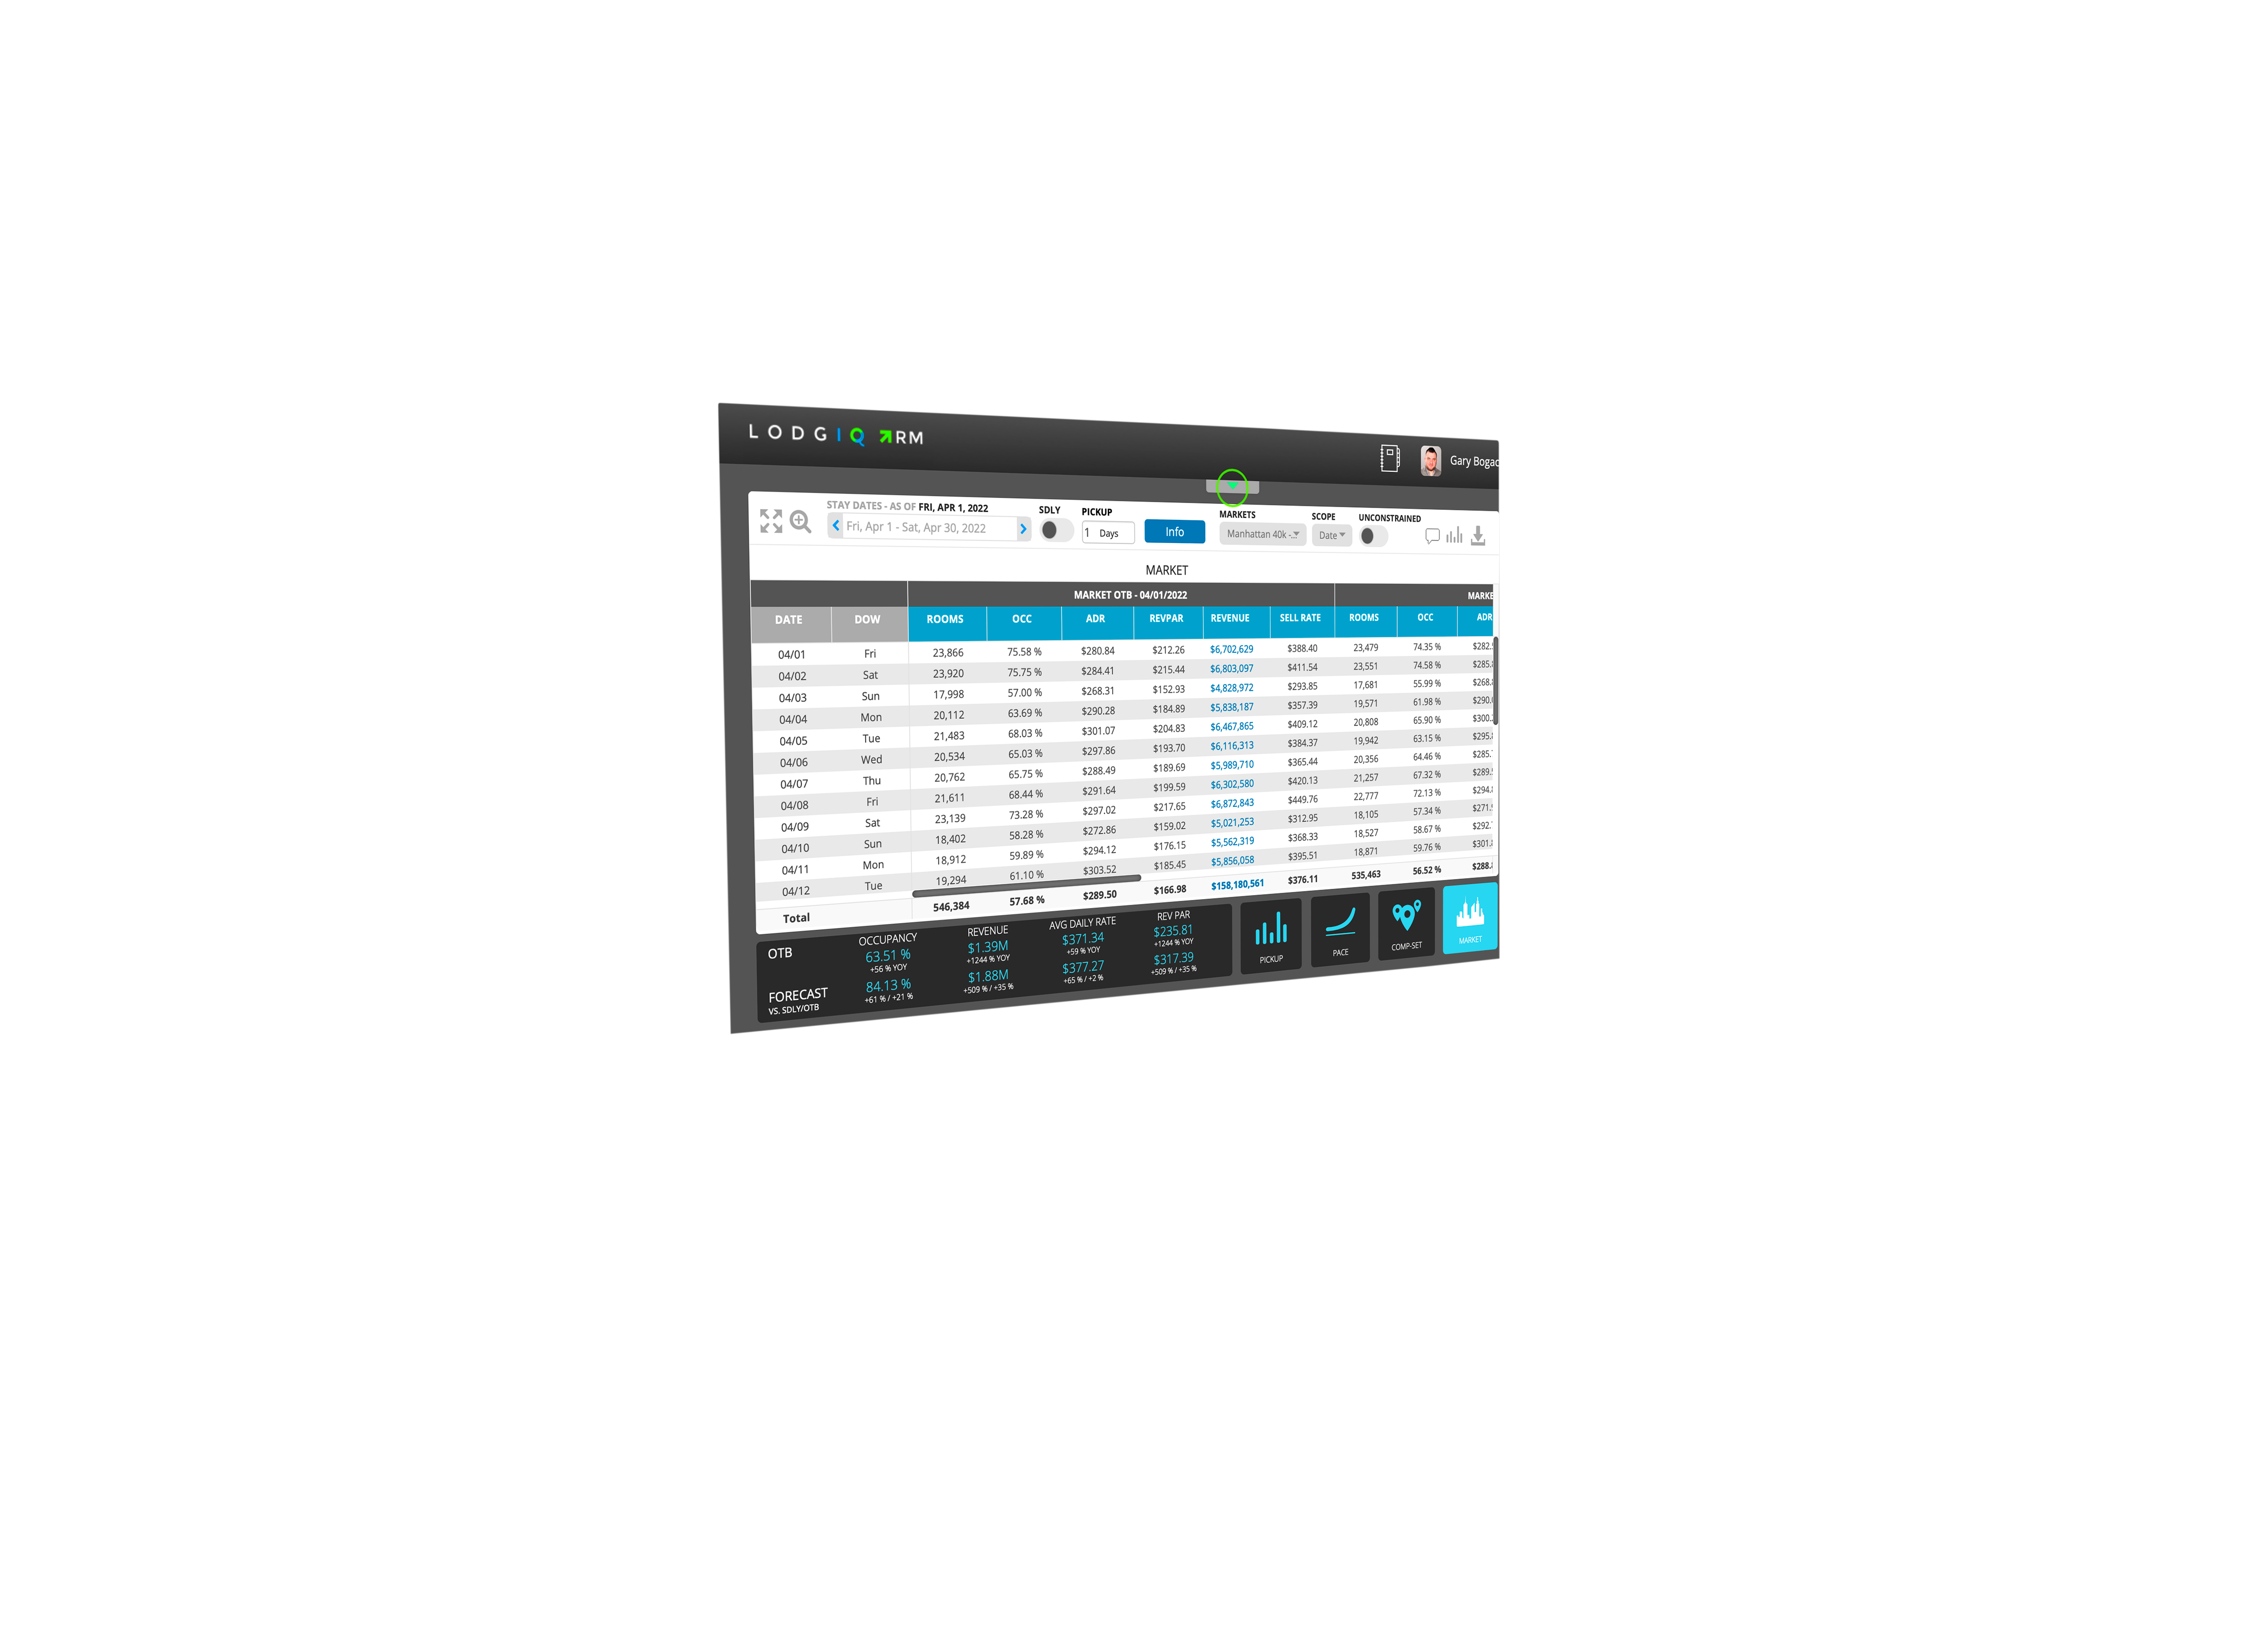 LODGIQ RM
Gary Bogac
STAY DATES - AS OF FRI, APR 1, 2022
Fri, Apr 1 - Sat, Apr 30, 2022
SDLY
PICKUP
1 Days
Info
MARKETS
Manhattan 40k -..
SCOPE
Date
UNCONSTRAINED
MARKET
MARKET OTB - 04/01/2022 MARKE
DATE DOW ROOMS OCC ADR REVPAR REVENUE SELL RATE ROOMS OCC ADR
04/01 Fri 23,866 75.58 % $280.84 $212.26 $6,702,629 $388.40 23,479 74.35 % $282.
04/02 Sat 23,920 75.75 % $284.41 $215.44 $6,803,097 $411.54 23,551 74.58 % $285.
04/03 Sun 17,998 57.00 % $268.31 $152.93 $4,828,972 $293.85 17,681 55.99 % $268.
04/04 Mon 20,112 63.69 % $290.28 $184.89 $5,838,187 $357.39 19,571 61.98 % $290.
04/05 Tue 21,483 68.03 % $301.07 $204.83 $6,467,865 $409.12 20,808 65.90 % $300.
04/06 Wed 20,534 65.03 % $297.86 $193.70 $6,116,313 $384.37 19,942 63.15 % $295.
04/07 Thu 20,762 65.75 % $288.49 $189.69 $5,989,710 $365.44 20,356 64.46 % $285.
04/08 Fri 21,611 68.44 % $291.64 $199.59 $6,302,580 $420.13 21,257 67.32 % $289.
04/09 Sat 23,139 73.28 % $297.02 $217.65 $6,872,843 $449.76 22,777 72.13 % $294.
04/10 Sun 18,402 58.28 % $272.86 $159.02 $5,021,253 $312.95 18,105 57.34 % $271.
04/11 Mon 18,912 59.89 % $294.12 $176.15 $5,562,319 $368.33 18,527 58.67 % $292.
04/12 Tue 19,294 61.10 % $303.52 $185.45 $5,856,058 $395.51 18,871 59.76 % $301.
Total 546,384 57.68 % $289.50 $166.98 $158,180,561 $376.11 535,463 56.52 % $288.
OTB
OCCUPANCY REVENUE AVG DAILY RATE REV PAR
63.51 % $1.39M $371.34 $235.81
+56 % YOY +1244 % YOY +59 % YOY +1244 % YOY
FORECAST
VS. SDLY/OTB
84.13 % $1.88M $377.27 $317.39
+61 % / +21 % +509 % / +35 % +65 % / +2 % +509 % / +35 %
PICKUP
PACE
COMP-SET
MARKET